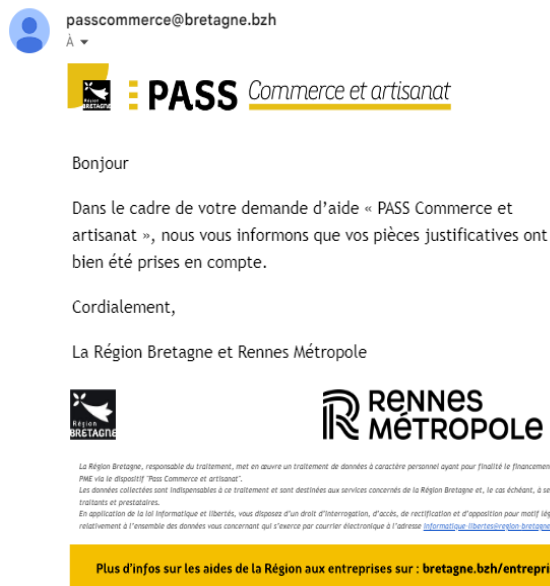 passcommerce@bretagne.bzh
À
Région
BRETAGNE
PASS Commerce et artisanat
Bonjour
Dans le cadre de votre demande d'aide « PASS Commerce et
artisanat », nous vous informons que vos pièces justificatives ont
bien été prises en compte.
Cordialement,
La Région Bretagne et Rennes Métropole
Région
BRETAGNE
RENNES
MÉTROPOLE
La Région Bretagne, responsable du traitement, met en œuvre un traitement de données à caractère personnel ayant pour finalité le financement
PME via le dispositif "Pass Commerce et artisanat".
Les données collectées sont indispensables à ce traitement et sont destinées aux services concernés de la Région Bretagne et, le cas échéant, à se
traitants et prestataires.
En application de la loi Informatique et libertés, vous disposez d'un droit d'interrogation, d'accès, de rectification et d'opposition pour motif lég
relativement à l'ensemble des données vous concernant qui s'exerce par courrier électronique à l'adresse informatique-libertes@region-bretagne
Plus d'infos sur les aides de la Région aux entreprises sur : bretagne.bzh/entrepri